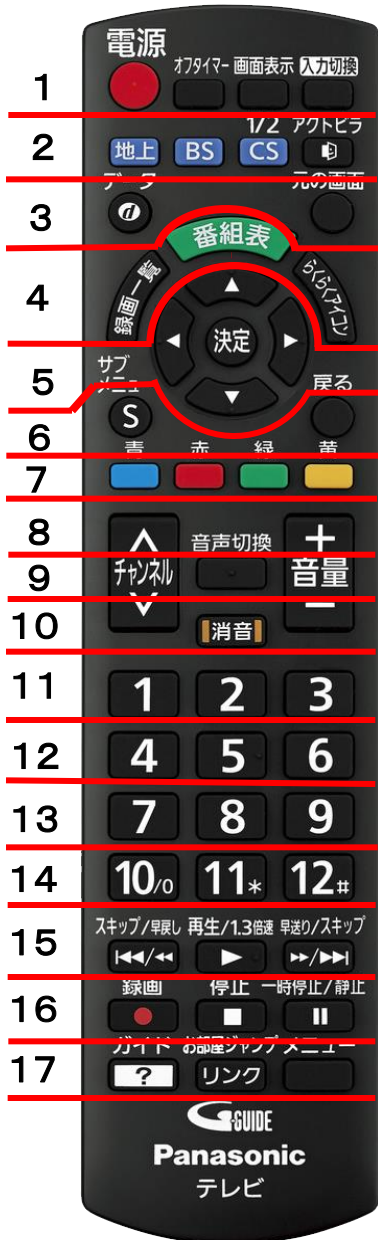 電源
1 オフタイマー 画面表示 入力切換
1/2 アクトビラ
2 地上 BS CS
データ 元の画面
3 d
番組表
4 録画一覧 らくらくアイコン
◀ 決定 ▶
5 サブメニュー 戻る
S
6 青 赤 緑 黄
7
8 ∧ 音声切換 +
9 チャンネル 音量
∨ −
10 消音
11 1 2 3
12 4 5 6
13 7 8 9
14 10/0 11* 12#
スキップ/早戻し 再生/1.3倍速 早送り/スキップ
15 ⏮/◀◀ ▶ ▶▶/⏭
録画 停止 一時停止/静止
16 ● ■ ⏸
ガイド お部屋ジャンプ メニュー
17 ? リンク
G-GUIDE
Panasonic
テレビ